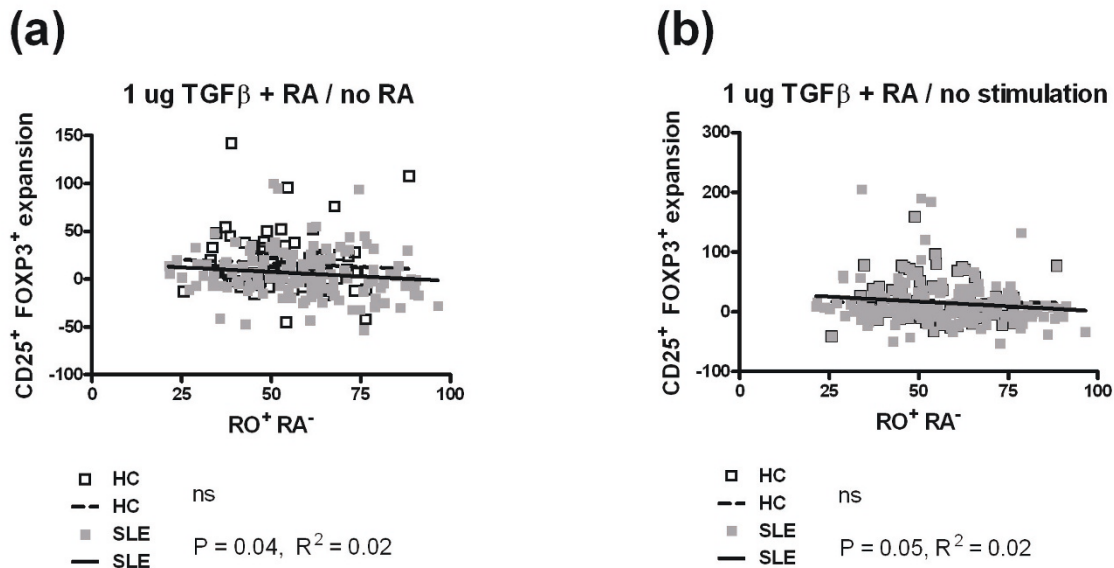 (a)
1 ug TGFβ + RA / no RA
CD25⁺ FOXP3⁺ expansion
150
100
50
0
-50
-100
0
25
50
75
100
RO⁺ RA⁻
HC
HC
ns
SLE
SLE
P = 0.04, R² = 0.02
(b)
1 ug TGFβ + RA / no stimulation
CD25⁺ FOXP3⁺ expansion
300
200
100
0
-100
0
25
50
75
100
RO⁺ RA⁻
HC
HC
ns
SLE
SLE
P = 0.05, R² = 0.02